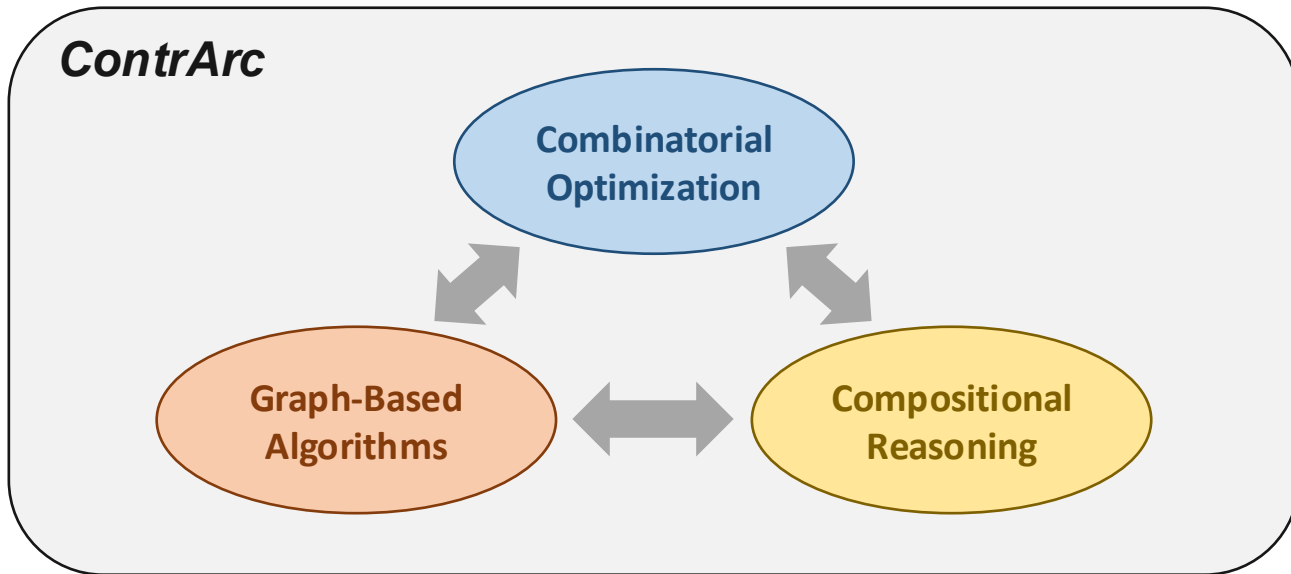 ContrArc
Combinatorial
Optimization
Graph-Based
Algorithms
Compositional
Reasoning